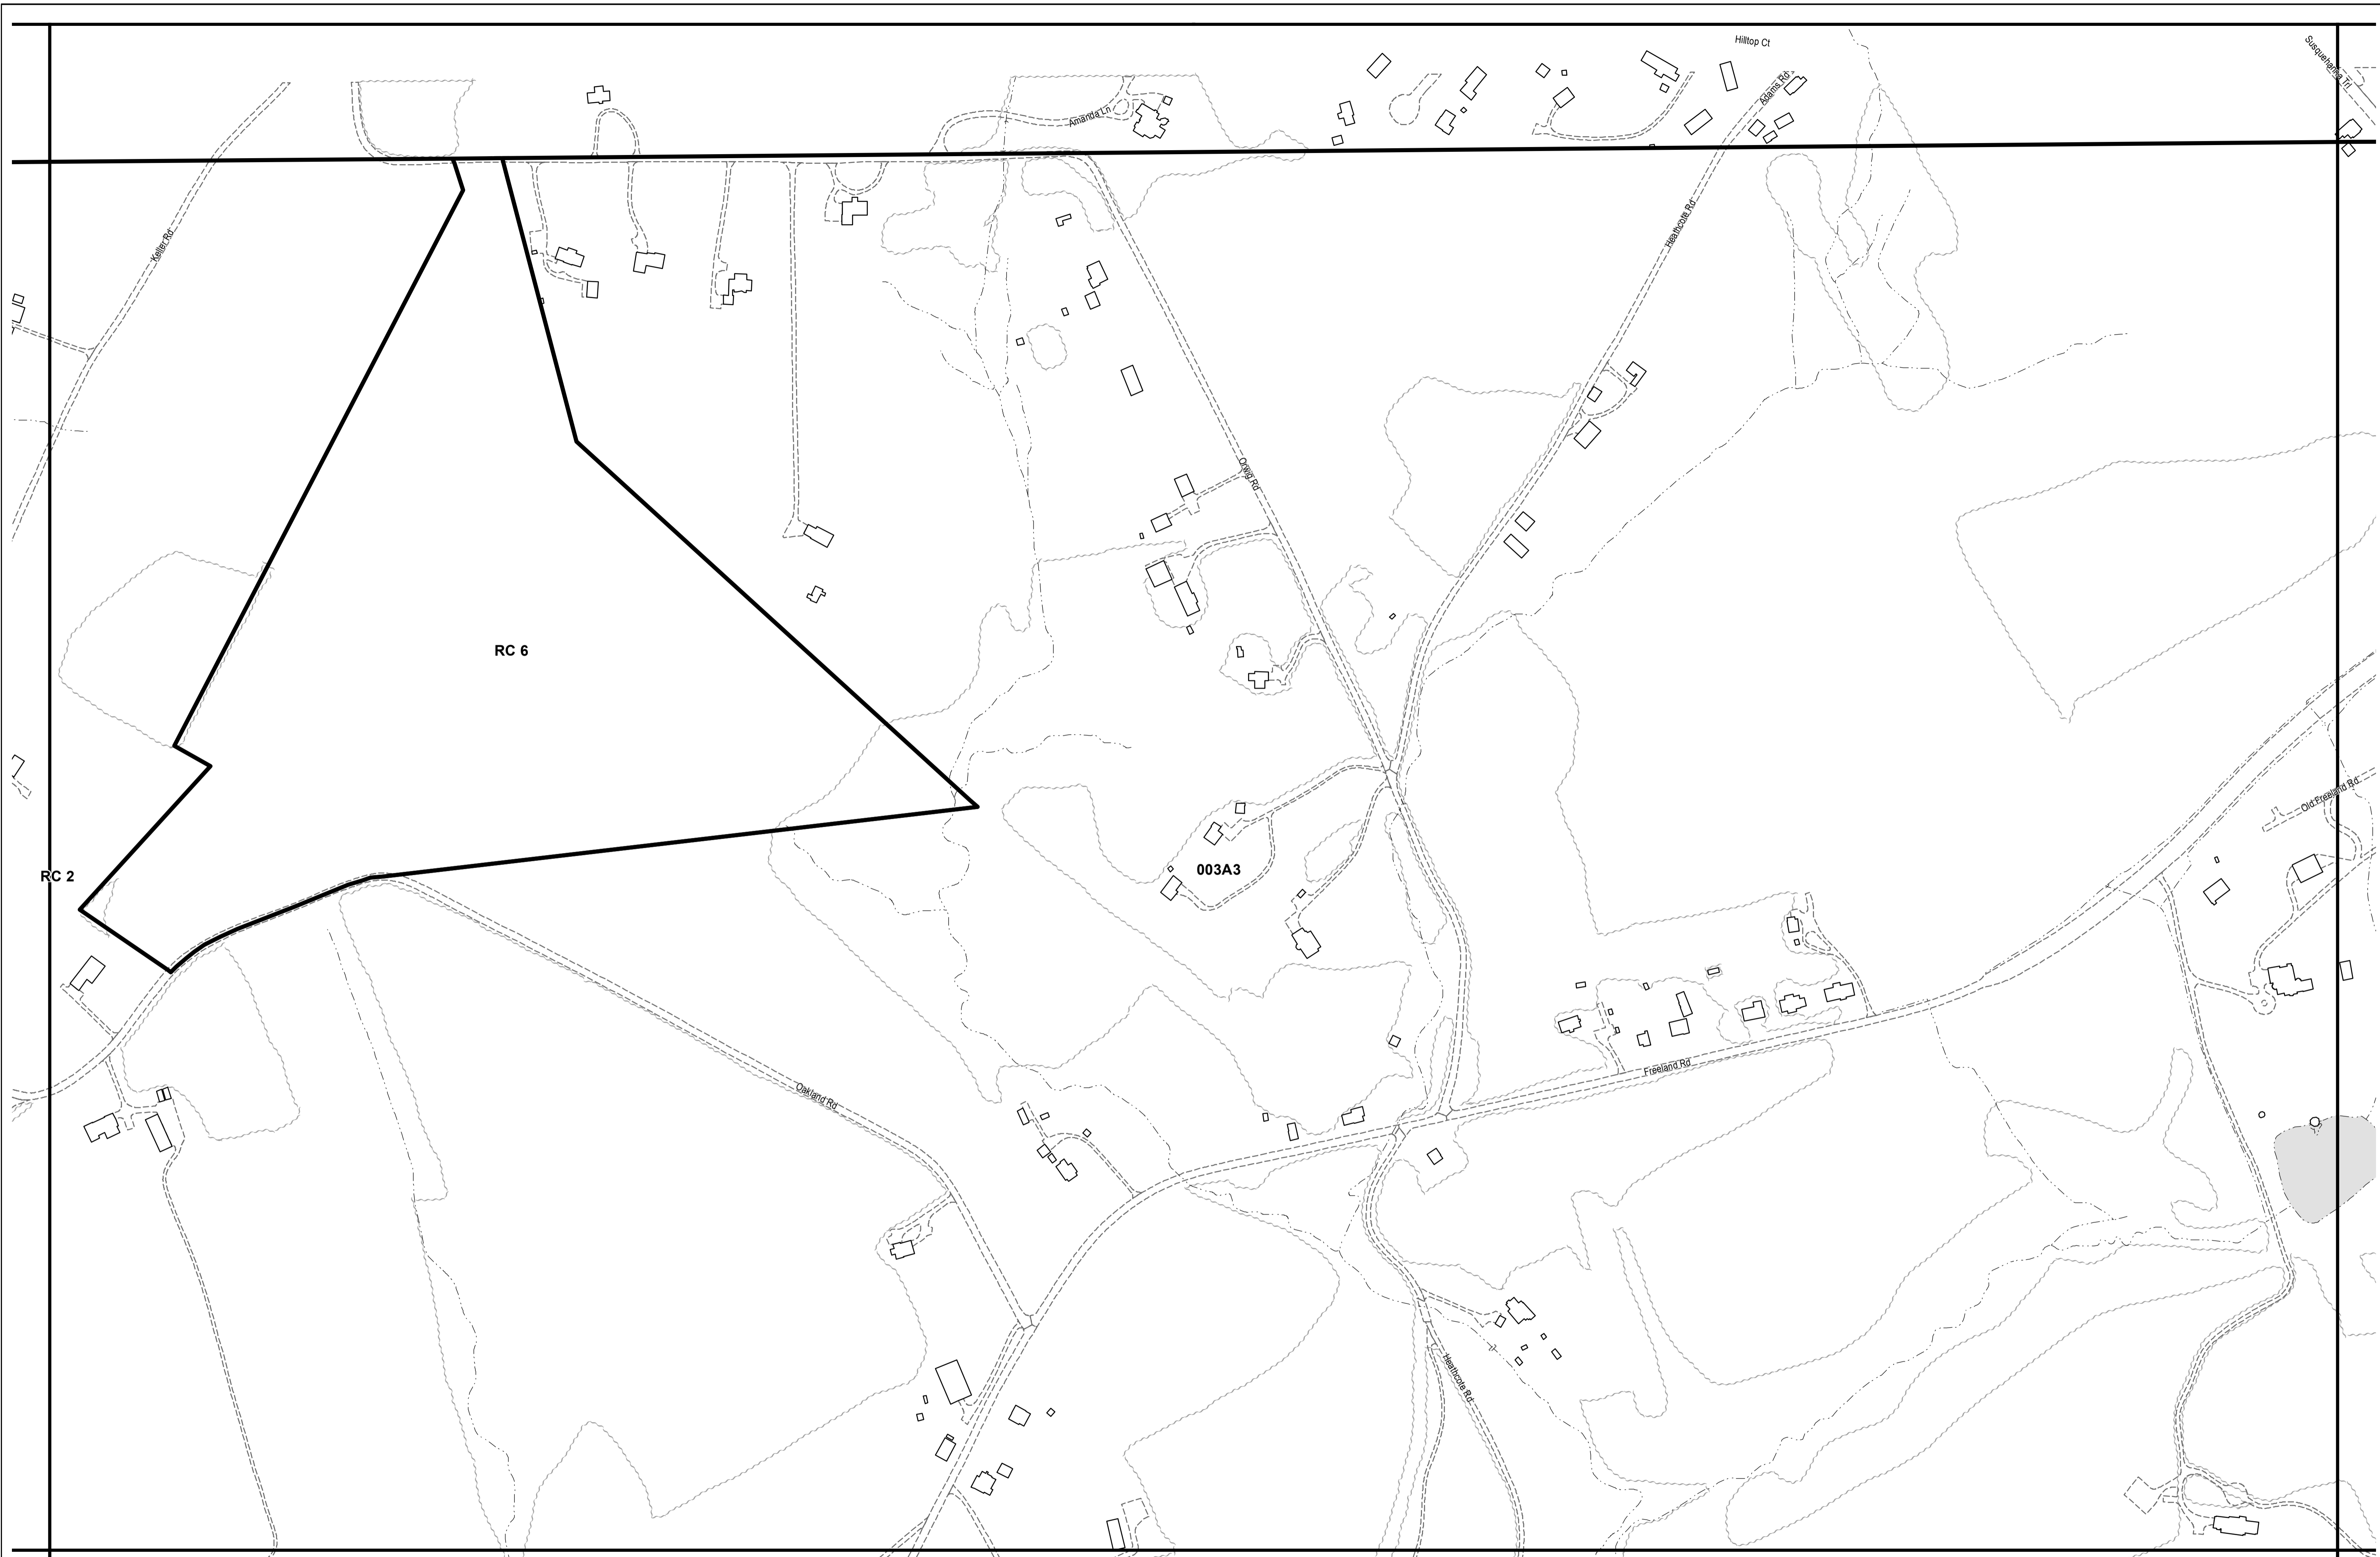 Hilltop Ct
Susquehanna Trl
Adams Rd
Amanda Ln
Keller Rd
Heathcote Rd
Orwig Rd
RC 6
Old Freeland Rd
003A3
RC 2
Freeland Rd
Oakland Rd
Heathcote Rd